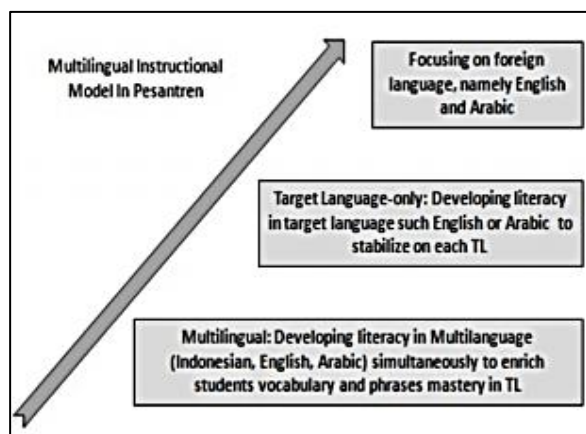 Multilingual Instructional
Model In Pesantren
Focusing on foreign
language, namely English
and Arabic
Target Language-only: Developing literacy
in target language such English or Arabic to
stabilize on each TL
Multilingual: Developing literacy in Multilanguage
(Indonesian, English, Arabic) simultaneously to enrich
students vocabulary and phrases mastery in TL